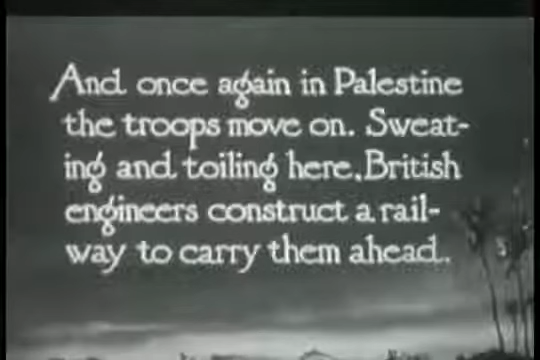 And once again in Palestine
the troops move on. Sweat-
ing and toiling here, British
engineers construct a rail-
way to carry them ahead.